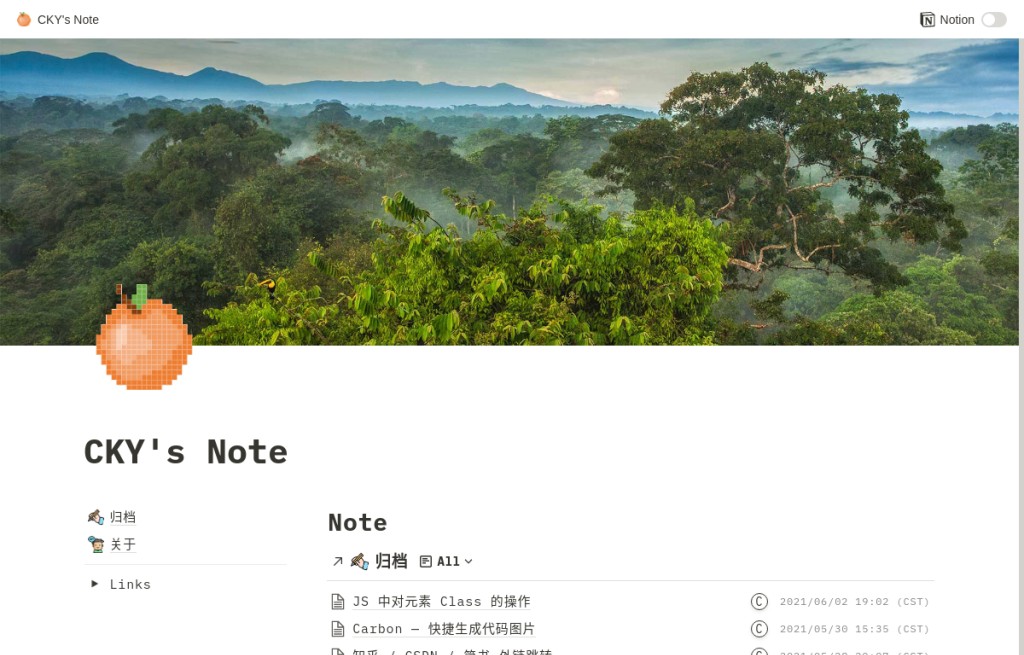 CKY's Note
Notion
CKY's Note
归档
关于
Links
Note
归档 All
JS 中对元素 Class 的操作 C 2021/06/02 19:02 (CST)
Carbon — 快捷生成代码图片 C 2021/05/30 15:35 (CST)
知乎 / CSDN / 简书 外链跳转